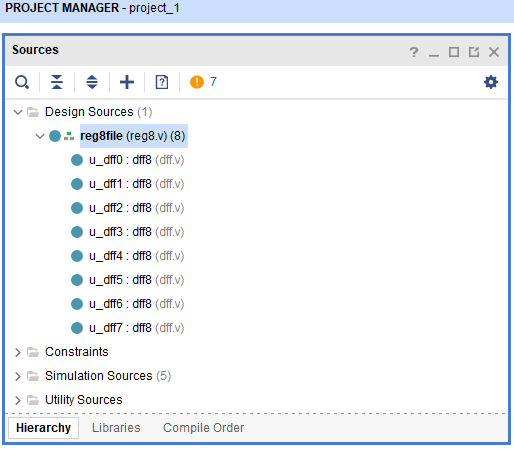 PROJECT MANAGER - project_1
Sources
? _
! 7
Design Sources (1)
reg8file (reg8.v) (8)
u_dff0 : dff8 (dff.v)
u_dff1 : dff8 (dff.v)
u_dff2 : dff8 (dff.v)
u_dff3 : dff8 (dff.v)
u_dff4 : dff8 (dff.v)
u_dff5 : dff8 (dff.v)
u_dff6 : dff8 (dff.v)
u_dff7 : dff8 (dff.v)
Constraints
Simulation Sources (5)
Utility Sources
Hierarchy Libraries Compile Order